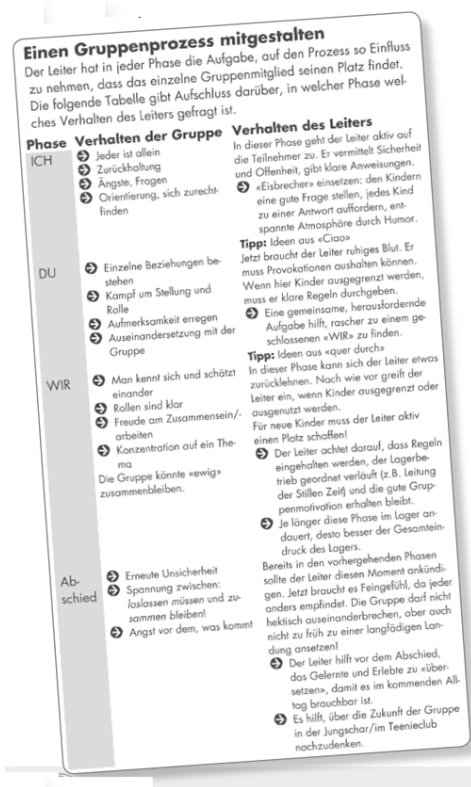 Einen Gruppenprozess mitgestalten
Der Leiter hat in jeder Phase die Aufgabe, auf den Prozess so Einfluss
zu nehmen, dass das einzelne Gruppenmitglied seinen Platz findet.
Die folgende Tabelle gibt Aufschluss darüber, in welcher Phase wel-
ches Verhalten des Leiters gefragt ist.
Phase Verhalten der Gruppe Verhalten des Leiters
ICH
Jeder ist allein
Zurückhaltung
Ängste, Fragen
Orientierung, sich zurecht-
finden
In dieser Phase geht der Leiter aktiv auf
die Teilnehmer zu. Er vermittelt Sicherheit
und Offenheit, gibt klare Anweisungen.
«Eisbrecher» einsetzen: den Kindern
eine gute Frage stellen, jedes Kind
zu einer Antwort auffordern, ent-
spannte Atmosphäre durch Humor.
Tipp: Ideen aus «Ciao»
DU
Einzelne Beziehungen be-
stehen
Kampf um Stellung und
Rolle
Aufmerksamkeit erregen
Auseinandersetzung mit der
Gruppe
Jetzt braucht der Leiter ruhiges Blut. Er
muss Provokationen aushalten können.
Wenn hier Kinder ausgegrenzt werden,
muss er klare Regeln durchgeben.
Eine gemeinsame, herausfordernde
Aufgabe hilft, rascher zu einem ge-
schlossenen «WIR» zu finden.
Tipp: Ideen aus «quer durch»
WIR
Man kennt sich und schätzt
einander
Rollen sind klar
Freude am Zusammensein/-
arbeiten
Konzentration auf ein The-
ma
Die Gruppe könnte «ewig»
zusammenbleiben.
In dieser Phase kann sich der Leiter etwas
zurücklehnen. Nach wie vor greift der
Leiter ein, wenn Kinder ausgegrenzt oder
ausgenutzt werden.
Für neue Kinder muss der Leiter aktiv
einen Platz schaffen!
Der Leiter achtet darauf, dass Regeln
eingehalten werden, der Lagerbe-
trieb geordnet verläuft (z.B. Leitung
der Stillen Zeit) und die gute Grup-
penmotivation erhalten bleibt.
Je länger diese Phase im Lager an-
dauert, desto besser der Gesamtein-
druck des Lagers.
Ab-
schied
Erneute Unsicherheit
Spannung zwischen:
loslassen müssen und zu-
sammen bleiben!
Angst vor dem, was kommt
Bereits in den vorhergehenden Phasen
sollte der Leiter diesen Moment ankündi-
gen. Jetzt braucht es Feingefühl, da jeder
anders empfindet. Die Gruppe darf nicht
hektisch auseinanderbrechen, aber auch
nicht zu früh zu einer langfädigen Lan-
dung ansetzen!
Der Leiter hilft vor dem Abschied,
das Gelernte und Erlebte zu «über-
setzen», damit es im kommenden All-
tag brauchbar ist.
Es hilft, über die Zukunft der Gruppe
in der Jungschar/im Teenieclub
nachzudenken.